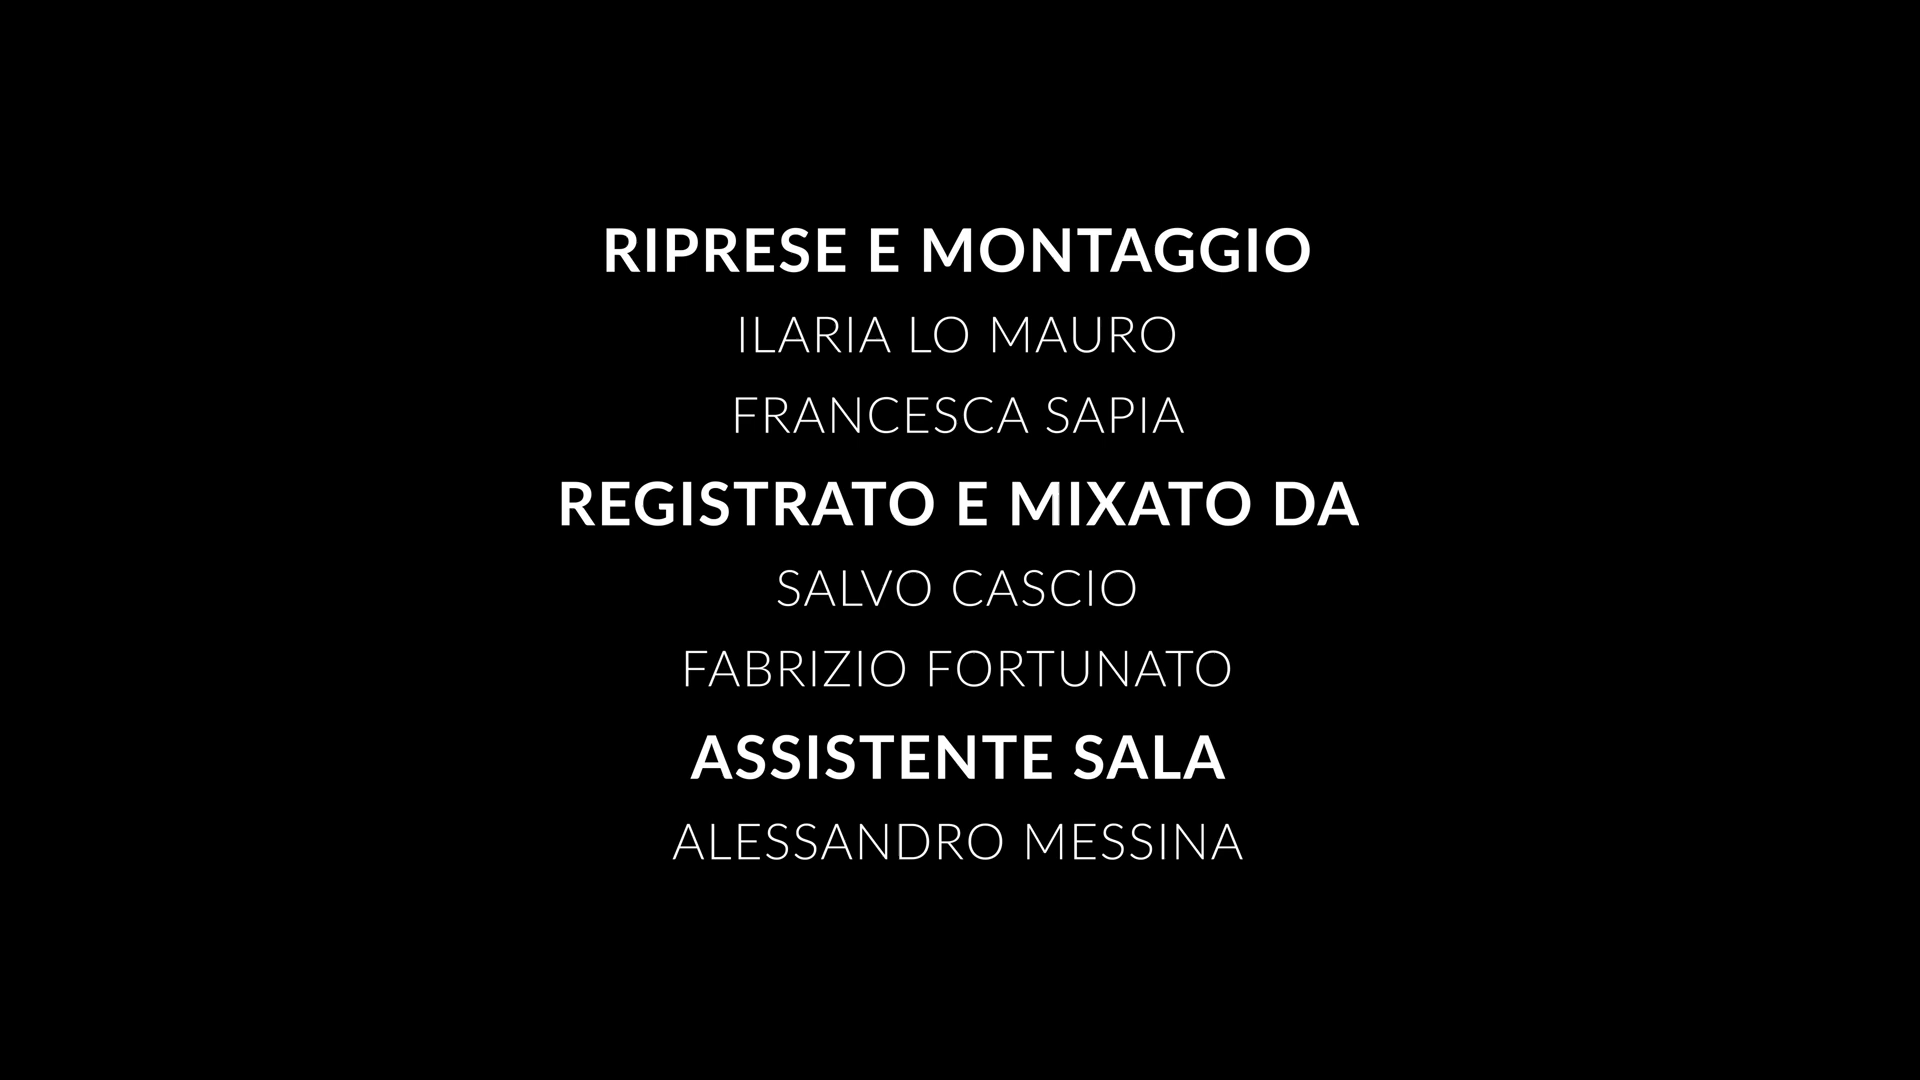 RIPRESE E MONTAGGIO
ILARIA LO MAURO
FRANCESCA SAPIA
REGISTRATO E MIXATO DA
SALVO CASCIO
FABRIZIO FORTUNATO
ASSISTENTE SALA
ALESSANDRO MESSINA